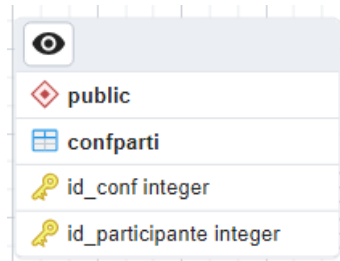 public
confparti
id_conf integer
id_participante integer